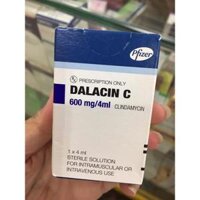 Pfizer
PRESCRIPTION ONLY
DALACIN C
600 mg/4ml
CLINDAMYCIN
1 x 4 ml
STERILE SOLUTION
FOR INTRAMUSCULAR OR
INTRAVENOUS USE